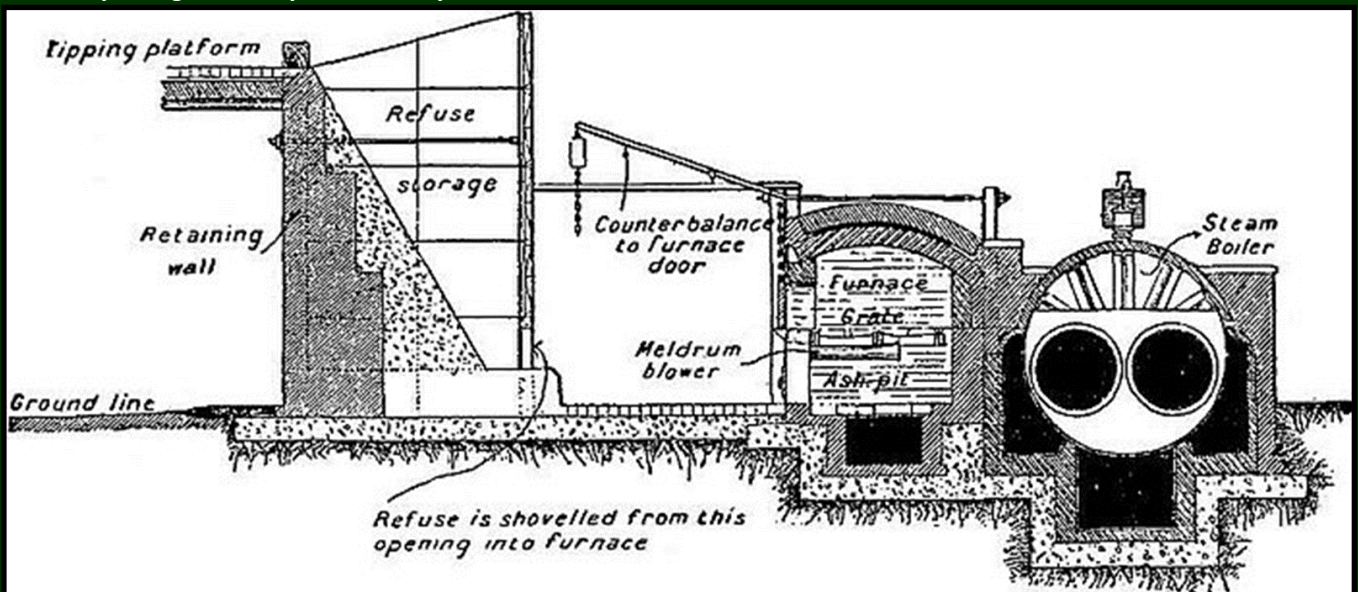 Tipping platform
Refuse
storage
Retaining
wall
Counterbalance
to furnace
door
Steam
Boiler
Furnace
Grate
Meldrum
blower
Ash-pit
Ground line
Refuse is shovelled from this
opening into furnace